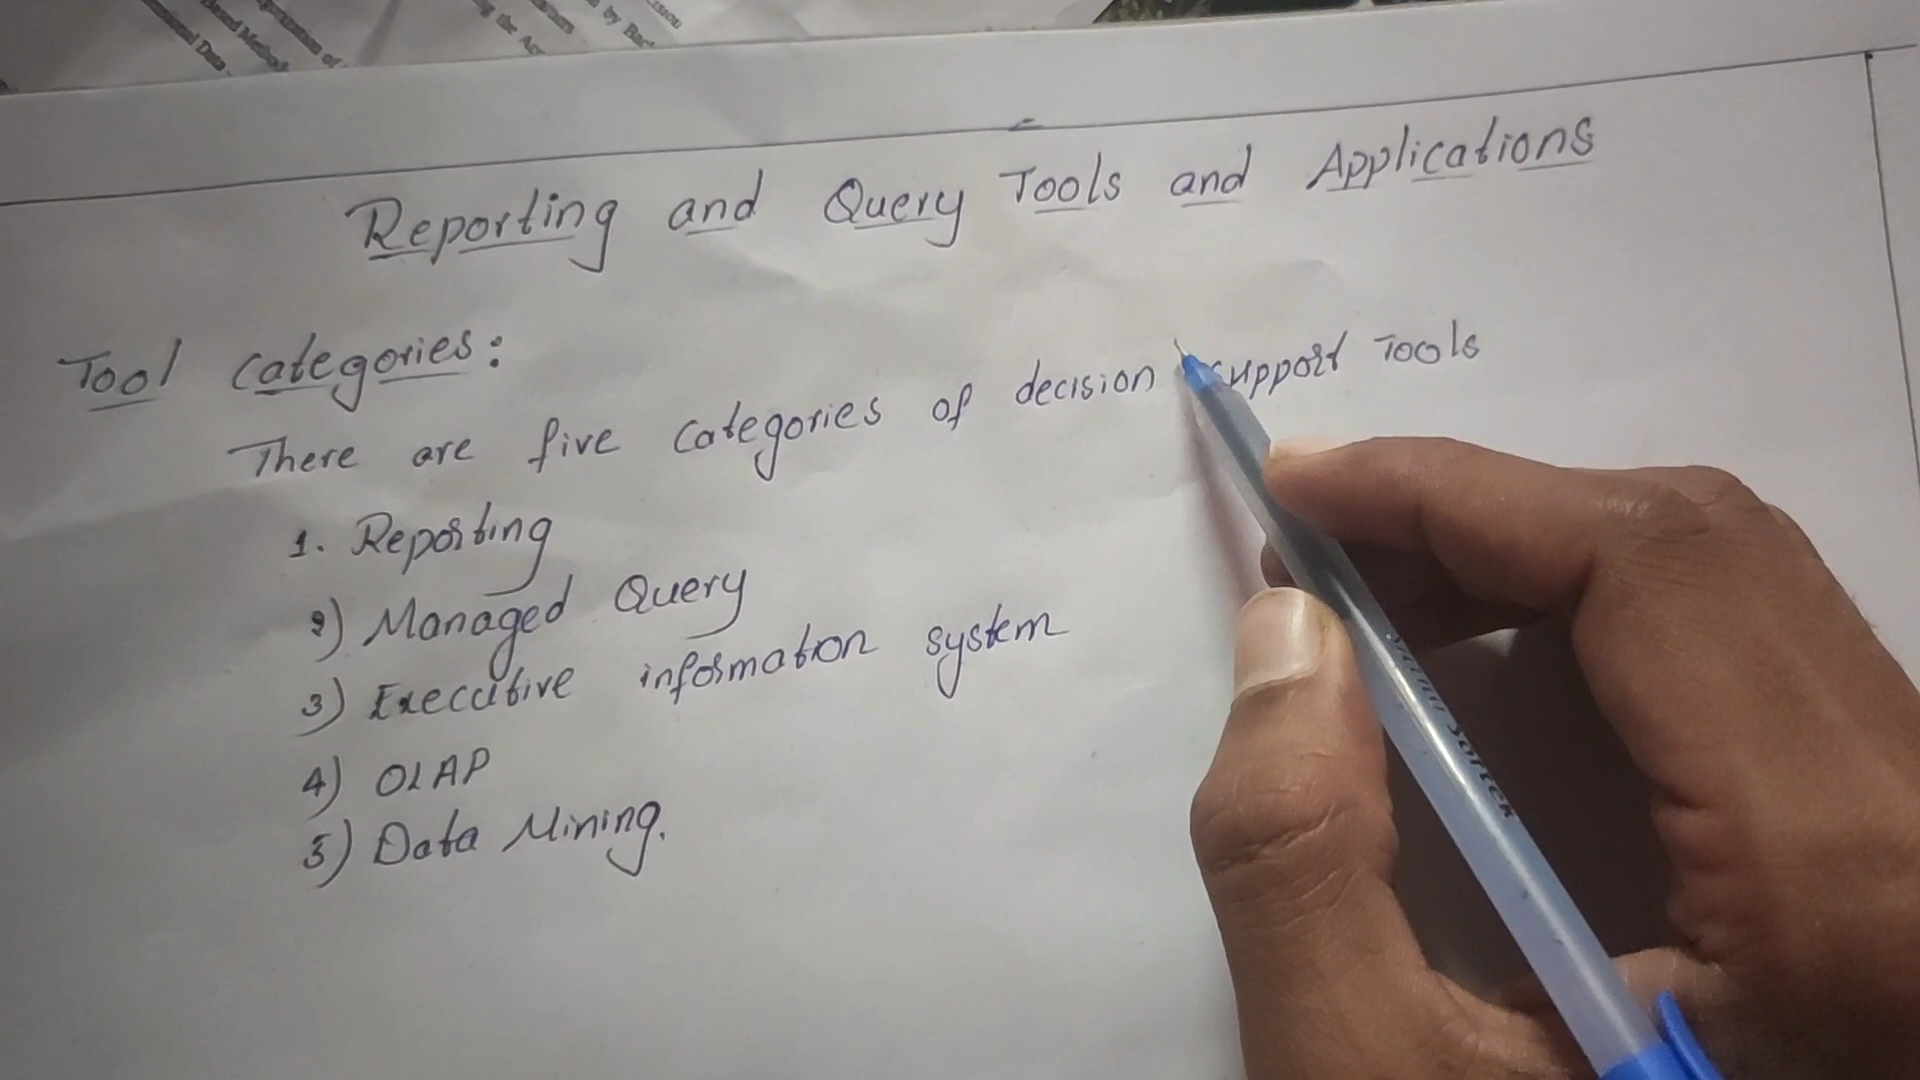 Reporting and Query Tools and Applications
Tool categories:
There are five categories of decision support Tools
1. Reporting
2) Managed Query
3) Executive information system
4) OLAP
5) Data Mining.